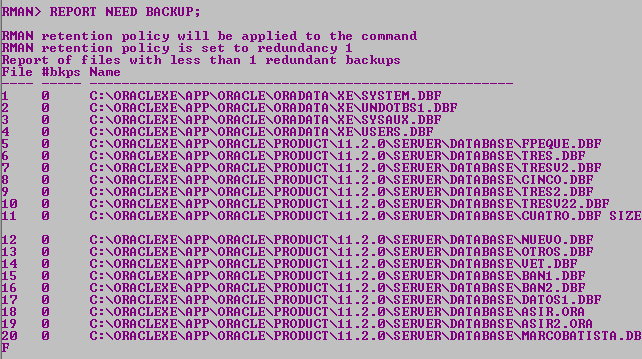 RMAN> REPORT NEED BACKUP;
RMAN retention policy will be applied to the command
RMAN retention policy is set to redundancy 1
Report of files with less than 1 redundant backups
File #bkps Name
---- ----- -----------------------------------------------------
1    0     C:\ORACLEXE\APP\ORACLE\ORADATA\XE\SYSTEM.DBF
2    0     C:\ORACLEXE\APP\ORACLE\ORADATA\XE\UNDOTBS1.DBF
3    0     C:\ORACLEXE\APP\ORACLE\ORADATA\XE\SYSAUX.DBF
4    0     C:\ORACLEXE\APP\ORACLE\ORADATA\XE\USERS.DBF
5    0     C:\ORACLEXE\APP\ORACLE\PRODUCT\11.2.0\SERVER\DATABASE\FPEQUE.DBF
6    0     C:\ORACLEXE\APP\ORACLE\PRODUCT\11.2.0\SERVER\DATABASE\TRES.DBF
7    0     C:\ORACLEXE\APP\ORACLE\PRODUCT\11.2.0\SERVER\DATABASE\TRESV2.DBF
8    0     C:\ORACLEXE\APP\ORACLE\PRODUCT\11.2.0\SERVER\DATABASE\CINCO.DBF
9    0     C:\ORACLEXE\APP\ORACLE\PRODUCT\11.2.0\SERVER\DATABASE\TRES2.DBF
10   0     C:\ORACLEXE\APP\ORACLE\PRODUCT\11.2.0\SERVER\DATABASE\TRESV22.DBF
11   0     C:\ORACLEXE\APP\ORACLE\PRODUCT\11.2.0\SERVER\DATABASE\CUATRO.DBF SIZE
12   0     C:\ORACLEXE\APP\ORACLE\PRODUCT\11.2.0\SERVER\DATABASE\NUEVO.DBF
13   0     C:\ORACLEXE\APP\ORACLE\PRODUCT\11.2.0\SERVER\DATABASE\OTROS.DBF
14   0     C:\ORACLEXE\APP\ORACLE\PRODUCT\11.2.0\SERVER\DATABASE\VET.DBF
15   0     C:\ORACLEXE\APP\ORACLE\PRODUCT\11.2.0\SERVER\DATABASE\BAN1.DBF
16   0     C:\ORACLEXE\APP\ORACLE\PRODUCT\11.2.0\SERVER\DATABASE\BAN2.DBF
17   0     C:\ORACLEXE\APP\ORACLE\PRODUCT\11.2.0\SERVER\DATABASE\DATOS1.DBF
18   0     C:\ORACLEXE\APP\ORACLE\PRODUCT\11.2.0\SERVER\DATABASE\ASIR.ORA
19   0     C:\ORACLEXE\APP\ORACLE\PRODUCT\11.2.0\SERVER\DATABASE\ASIR2.ORA
20   0     C:\ORACLEXE\APP\ORACLE\PRODUCT\11.2.0\SERVER\DATABASE\MARCOBATISTA.DB
F